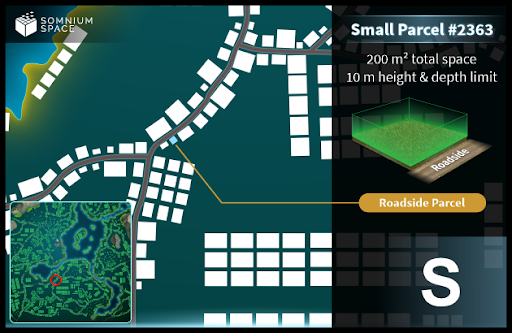 SOMNIUM
SPACE
Small Parcel #2363
200 m² total space
10 m height & depth limit
Roadside
Roadside Parcel
S